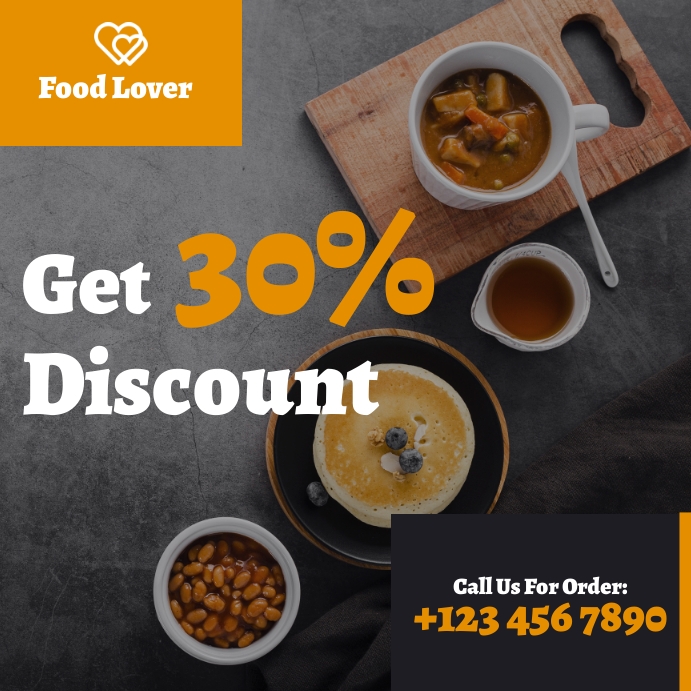 Food Lover
Get 30%
Discount
Call Us For Order:
+123 456 7890